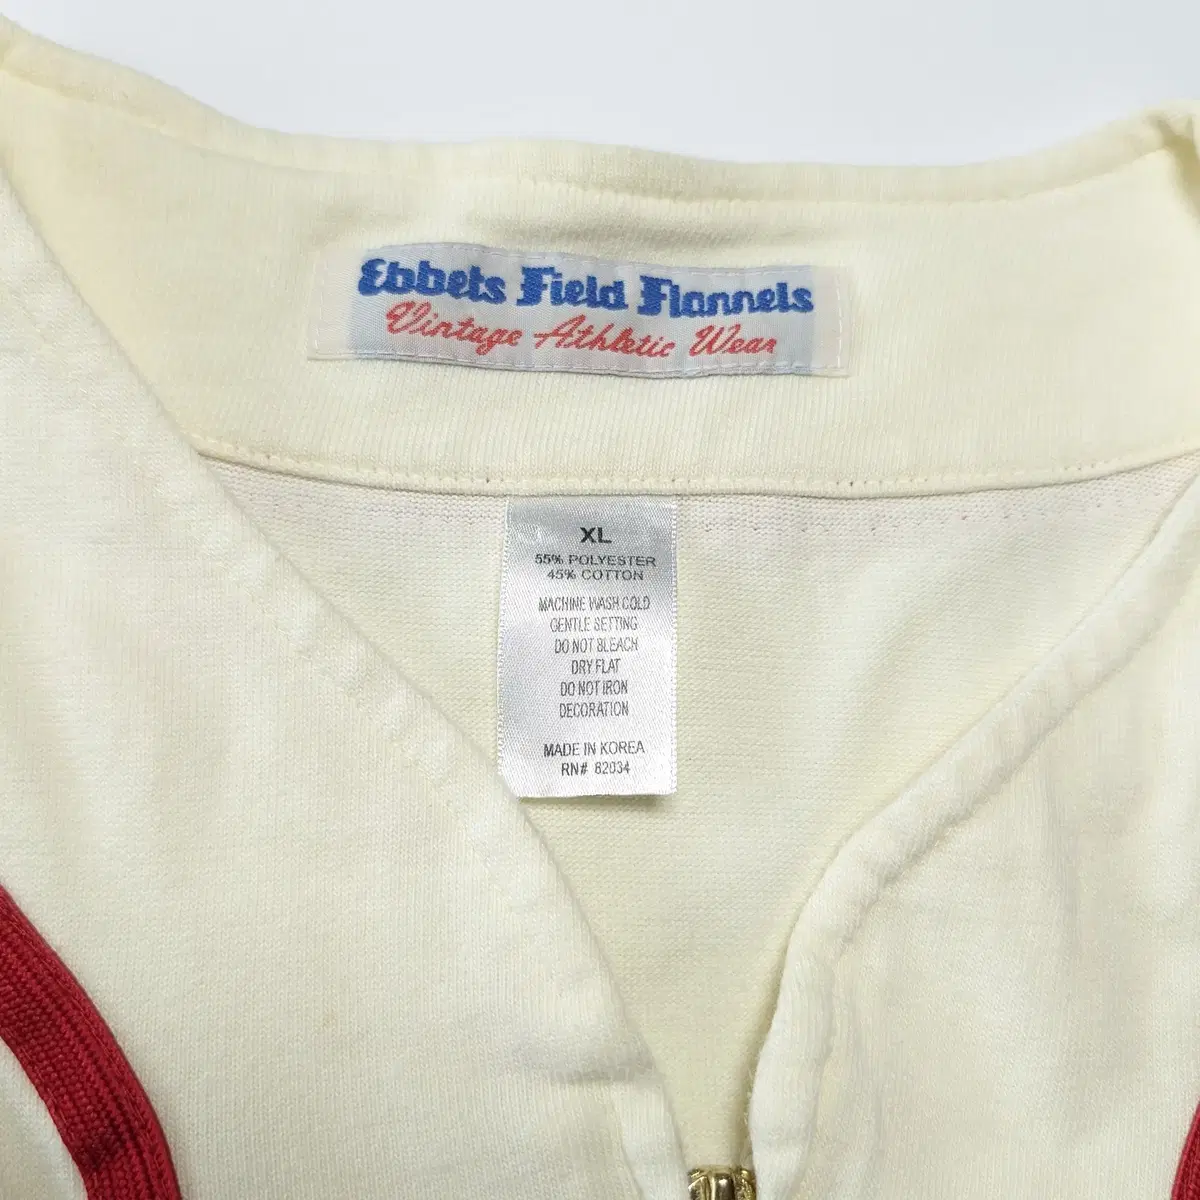 Ebbets Field Flannels
Vintage Athletic Wear
XL
55% POLYESTER
45% COTTON
MACHINE WASH COLD
GENTLE SETTING
DO NOT BLEACH
DRY FLAT
DO NOT IRON
DECORATION
MADE IN KOREA
RN# 82034